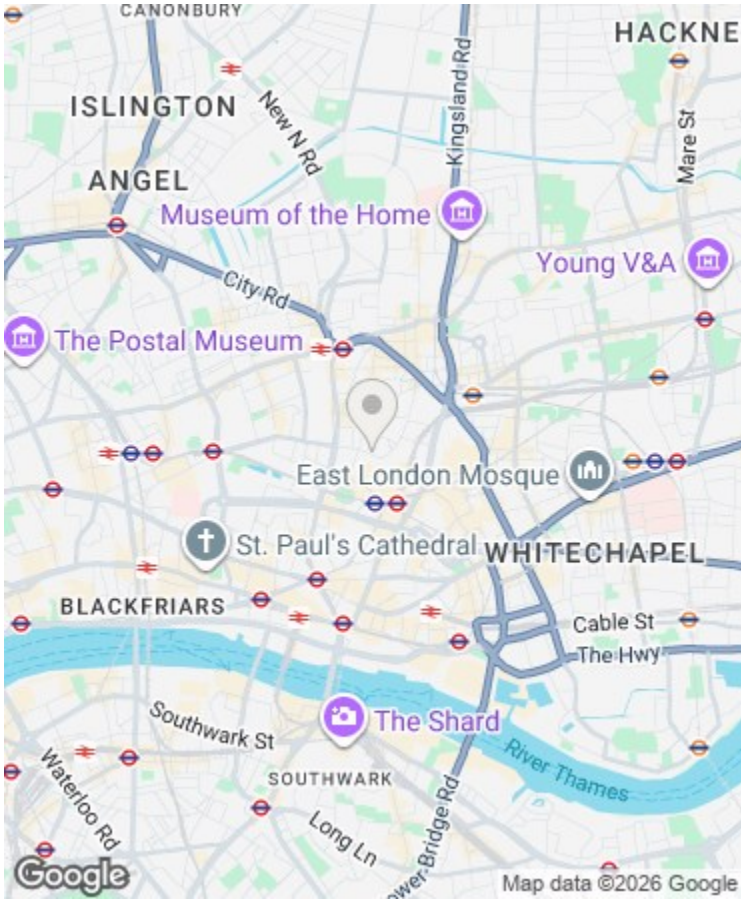 CANONBURY
HACKNE
ISLINGTON
New N Rd
Kingsland Rd
Mare St
ANGEL
Museum of the Home
Young V&A
City Rd
The Postal Museum
East London Mosque
St. Paul's Cathedral
WHITECHAPEL
BLACKFRIARS
Cable St
The Hwy
Southwark St
The Shard
River Thames
SOUTHWARK
Waterloo Rd
Long Ln
ower Bridge Rd
Google
Map data ©2026 Google